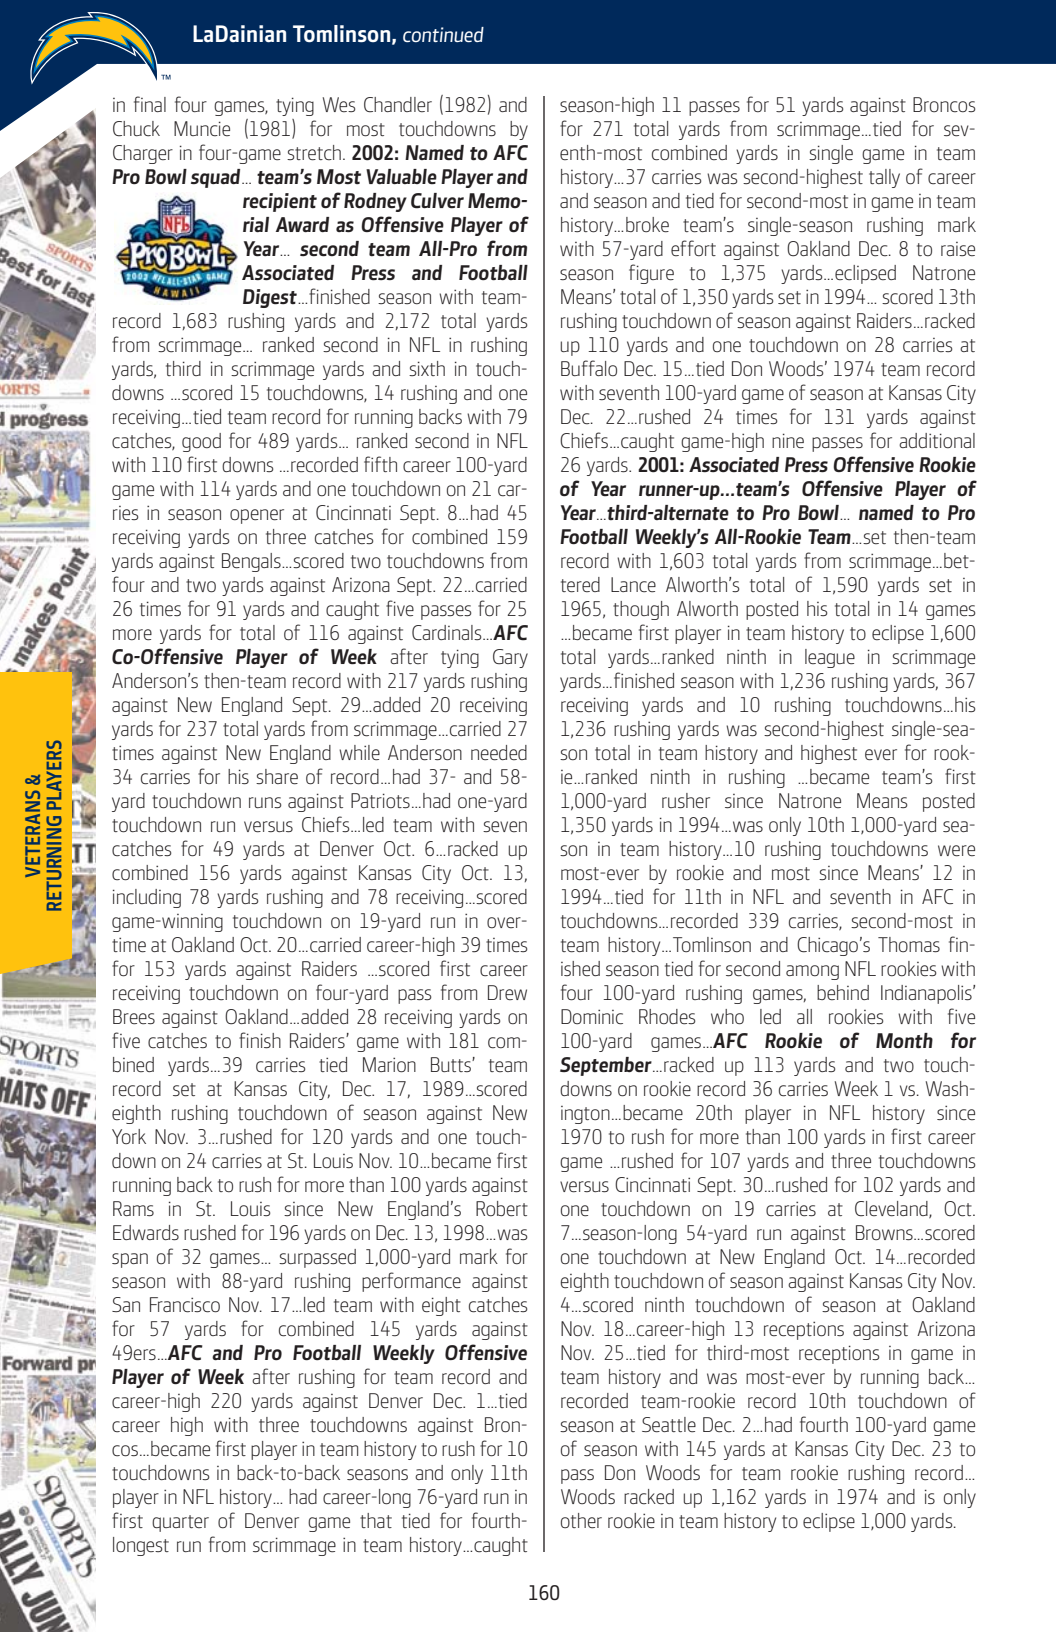 LaDainian Tomlinson, continued
TM
in final four games, tying Wes Chandler (1982) and
Chuck Muncie (1981) for most touchdowns by
Charger in four-game stretch. 2002: Named to AFC
Pro Bowl squad... team's Most Valuable Player and
recipient of Rodney Culver Memo-
rial Award as Offensive Player of
Year... second team All-Pro from
Associated Press and Football
Digest...finished season with team-
NFL
PRO BOWL
2002 NFL ALL-STAR GAME
HAWAII
record 1,683 rushing yards and 2,172 total yards
from scrimmage... ranked second in NFL in rushing
yards, third in scrimmage yards and sixth in touch-
downs ...scored 15 touchdowns, 14 rushing and one
receiving...tied team record for running backs with 79
catches, good for 489 yards... ranked second in NFL
with 110 first downs ...recorded fifth career 100-yard
game with 114 yards and one touchdown on 21 car-
ries in season opener at Cincinnati Sept. 8...had 45
receiving yards on three catches for combined 159
yards against Bengals...scored two touchdowns from
four and two yards against Arizona Sept. 22...carried
26 times for 91 yards and caught five passes for 25
more yards for total of 116 against Cardinals...AFC
Co-Offensive Player of Week after tying Gary
Anderson's then-team record with 217 yards rushing
against New England Sept. 29...added 20 receiving
yards for 237 total yards from scrimmage...carried 27
times against New England while Anderson needed
34 carries for his share of record...had 37- and 58-
yard touchdown runs against Patriots...had one-yard
touchdown run versus Chiefs...led team with seven
catches for 49 yards at Denver Oct. 6...racked up
combined 156 yards against Kansas City Oct. 13,
including 78 yards rushing and 78 receiving...scored
game-winning touchdown on 19-yard run in over-
time at Oakland Oct. 20...carried career-high 39 times
for 153 yards against Raiders ...scored first career
receiving touchdown on four-yard pass from Drew
Brees against Oakland...added 28 receiving yards on
five catches to finish Raiders' game with 181 com-
bined yards...39 carries tied Marion Butts' team
record set at Kansas City, Dec. 17, 1989...scored
eighth rushing touchdown of season against New
York Nov. 3...rushed for 120 yards and one touch-
down on 24 carries at St. Louis Nov. 10...became first
running back to rush for more than 100 yards against
Rams in St. Louis since New England's Robert
Edwards rushed for 196 yards on Dec. 13, 1998...was
span of 32 games... surpassed 1,000-yard mark for
season with 88-yard rushing performance against
San Francisco Nov. 17...led team with eight catches
for 57 yards for combined 145 yards against
49ers...AFC and Pro Football Weekly Offensive
Player of Week after rushing for team record and
career-high 220 yards against Denver Dec. 1...tied
career high with three touchdowns against Bron-
cos...became first player in team history to rush for 10
touchdowns in back-to-back seasons and only 11th
player in NFL history... had career-long 76-yard run in
first quarter of Denver game that tied for fourth-
longest run from scrimmage in team history...caught
season-high 11 passes for 51 yards against Broncos
for 271 total yards from scrimmage...tied for sev-
enth-most combined yards in single game in team
history...37 carries was second-highest tally of career
and season and tied for second-most in game in team
history...broke team's single-season rushing mark
with 57-yard effort against Oakland Dec. 8 to raise
season figure to 1,375 yards...eclipsed Natrone
Means' total of 1,350 yards set in 1994... scored 13th
rushing touchdown of season against Raiders...racked
up 110 yards and one touchdown on 28 carries at
Buffalo Dec. 15...tied Don Woods' 1974 team record
with seventh 100-yard game of season at Kansas City
Dec. 22...rushed 24 times for 131 yards against
Chiefs...caught game-high nine passes for additional
26 yards. 2001: Associated Press Offensive Rookie
of Year runner-up...team's Offensive Player of
Year...third-alternate to Pro Bowl... named to Pro
Football Weekly's All-Rookie Team...set then-team
record with 1,603 total yards from scrimmage...bet-
tered Lance Alworth's total of 1,590 yards set in
1965, though Alworth posted his total in 14 games
...became first player in team history to eclipse 1,600
total yards...ranked ninth in league in scrimmage
yards...finished season with 1,236 rushing yards, 367
receiving yards and 10 rushing touchdowns...his
1,236 rushing yards was second-highest single-sea-
son total in team history and highest ever for rook-
ie...ranked ninth in rushing ...became team's first
1,000-yard rusher since Natrone Means posted
1,350 yards in 1994...was only 10th 1,000-yard sea-
son in team history...10 rushing touchdowns were
most-ever by rookie and most since Means' 12 in
1994...tied for 11th in NFL and seventh in AFC in
touchdowns...recorded 339 carries, second-most in
team history...Tomlinson and Chicago's Thomas fin-
ished season tied for second among NFL rookies with
four 100-yard rushing games, behind Indianapolis'
Dominic Rhodes who led all rookies with five
100-yard games...AFC Rookie of Month for
September...racked up 113 yards and two touch-
downs on rookie record 36 carries Week 1 vs. Wash-
ington...became 20th player in NFL history since
1970 to rush for more than 100 yards in first career
game ...rushed for 107 yards and three touchdowns
versus Cincinnati Sept. 30...rushed for 102 yards and
one touchdown on 19 carries at Cleveland, Oct.
7...season-long 54-yard run against Browns...scored
one touchdown at New England Oct. 14...recorded
eighth touchdown of season against Kansas City Nov.
4...scored ninth touchdown of season at Oakland
Nov. 18...career-high 13 receptions against Arizona
Nov. 25...tied for third-most receptions in game in
team history and was most-ever by running back...
recorded team-rookie record 10th touchdown of
season at Seattle Dec. 2...had fourth 100-yard game
of season with 145 yards at Kansas City Dec. 23 to
pass Don Woods for team rookie rushing record...
Woods racked up 1,162 yards in 1974 and is only
other rookie in team history to eclipse 1,000 yards.
VETERANS &
RETURNING PLAYERS
SPORTS
Best for last
ORTS
d progress
makes Point
SPORTS
HATS OFF
Forward pr
SPORTS
RALLY JUN
160